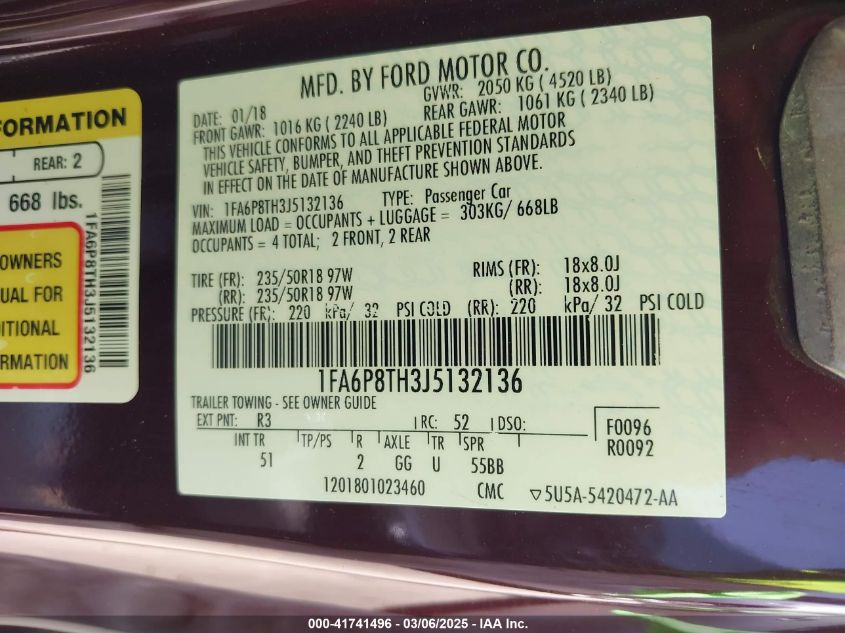 FORMATION
REAR: 2
668 lbs.
OWNERS
UAL FOR
DITIONAL
FORMATION
1FA6P8TH3J5132136
MFD. BY FORD MOTOR CO.
DATE: 01/18 GVWR: 2050 KG ( 4520 LB)
FRONT GAWR: 1016 KG ( 2240 LB) REAR GAWR: 1061 KG ( 2340 LB)
THIS VEHICLE CONFORMS TO ALL APPLICABLE FEDERAL MOTOR
VEHICLE SAFETY, BUMPER, AND THEFT PREVENTION STANDARDS
IN EFFECT ON THE DATE OF MANUFACTURE SHOWN ABOVE.
VIN: 1FA6P8TH3J5132136 TYPE: Passenger Car
MAXIMUM LOAD = OCCUPANTS + LUGGAGE = 303KG/ 668LB
OCCUPANTS = 4 TOTAL; 2 FRONT, 2 REAR
TIRE (FR): 235/50R18 97W RIMS (FR): 18x8.0J
(RR): 235/50R18 97W (RR): 18x8.0J
PRESSURE (FR): 220 kPa/ 32 PSI COLD (RR): 220 kPa/ 32 PSI COLD
1FA6P8TH3J5132136
TRAILER TOWING - SEE OWNER GUIDE
EXT PNT: R3 RC: 52 DSO: F0096
INT TR TP/PS R AXLE TR SPR R0092
51 2 GG U 55BB
1201801023460 CMC ▽5U5A-5420472-AA
000-41741496 - 03/06/2025 - IAA Inc.